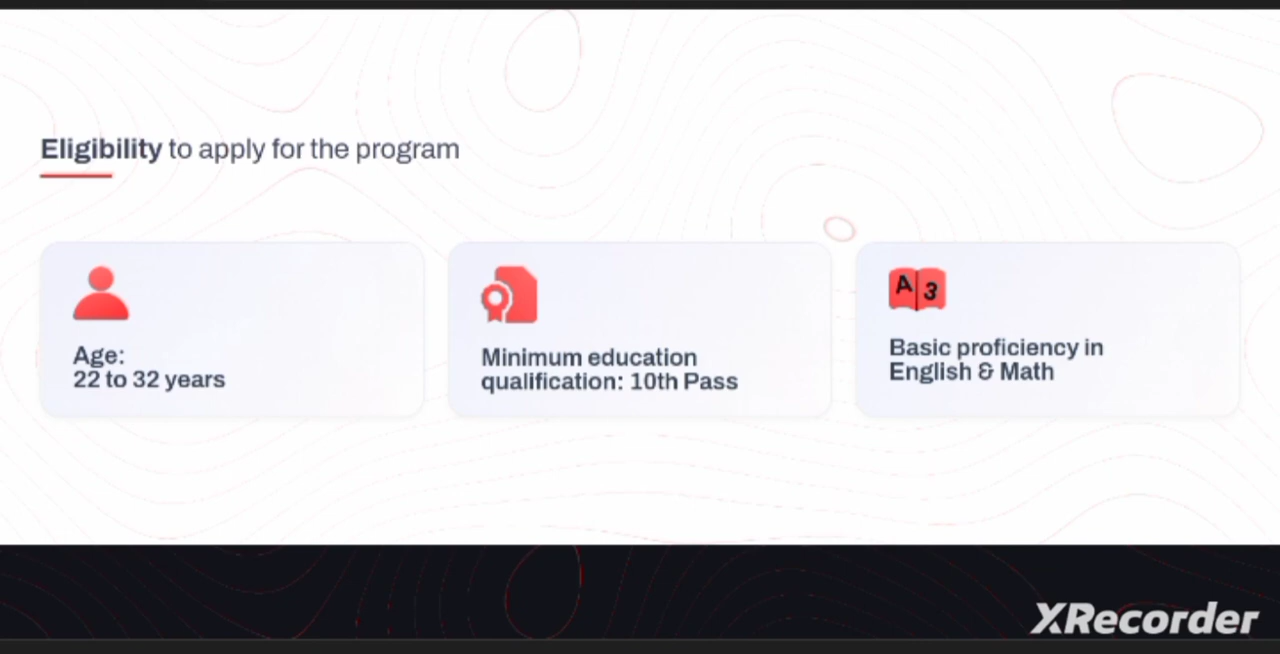 Eligibility to apply for the program
Age:
22 to 32 years
Minimum education
qualification: 10th Pass
A 3
Basic proficiency in
English & Math
XRecorder